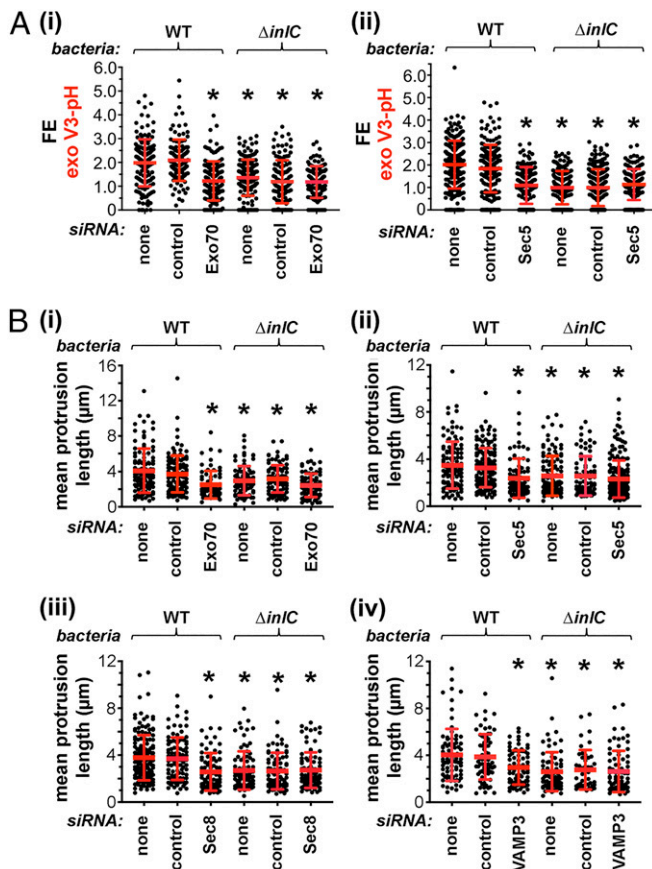 A (i)
bacteria: WT ΔinlC
FE
exo V3-pH
6.0
5.0
4.0
3.0
2.0
1.0
0.0
* * * *
siRNA: none control Exo70 none control Exo70
(ii)
WT ΔinlC
FE
exo V3-pH
7.0
6.0
5.0
4.0
3.0
2.0
1.0
0.0
* * * *
siRNA: none control Sec5 none control Sec5
B (i)
bacteria WT ΔinlC
mean protrusion
length (µm)
16
12
8
4
0
* * * *
siRNA: none control Exo70 none control Exo70
(ii)
bacteria WT ΔinlC
mean protrusion
length (µm)
12
8
4
0
* * * *
siRNA: none control Sec5 none control Sec5
(iii)
bacteria WT ΔinlC
mean protrusion
length (µm)
12
8
4
0
* * * *
siRNA: none control Sec8 none control Sec8
(iv)
bacteria WT ΔinlC
mean protrusion
length (µm)
12
8
4
0
* * * *
siRNA: none control VAMP3 none control VAMP3